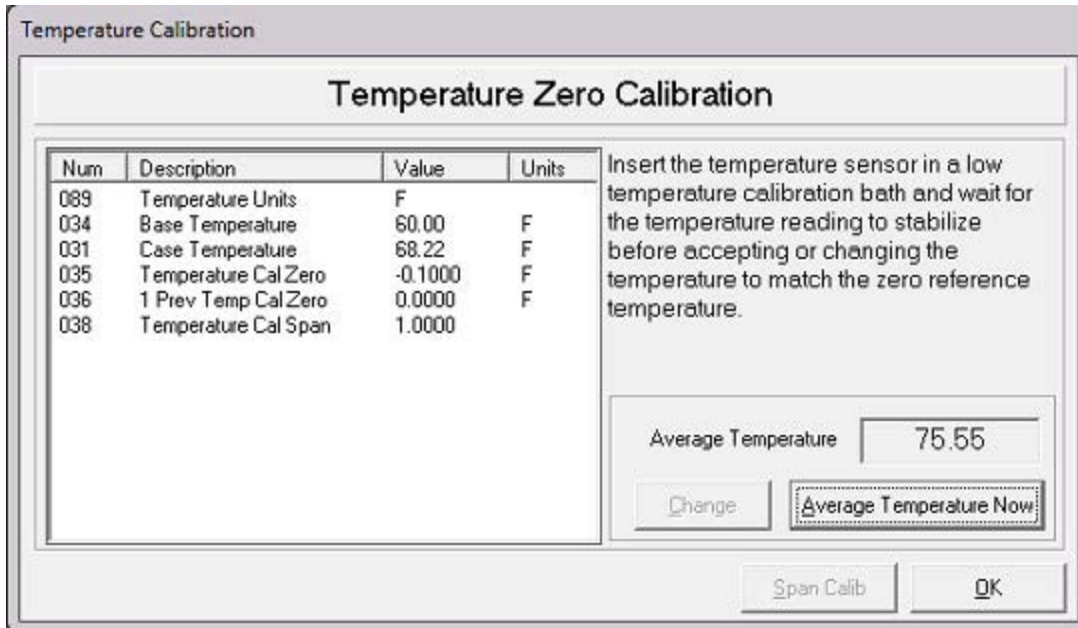 Temperature Calibration
Temperature Zero Calibration
Num Description Value Units
089 Temperature Units F
034 Base Temperature 60.00 F
031 Case Temperature 68.22 F
035 Temperature Cal Zero -0.1000 F
036 1 Prev Temp Cal Zero 0.0000 F
038 Temperature Cal Span 1.0000
Insert the temperature sensor in a low
temperature calibration bath and wait for
the temperature reading to stabilize
before accepting or changing the
temperature to match the zero reference
temperature.
Average Temperature 75.55
Change Average Temperature Now
Span Calib OK